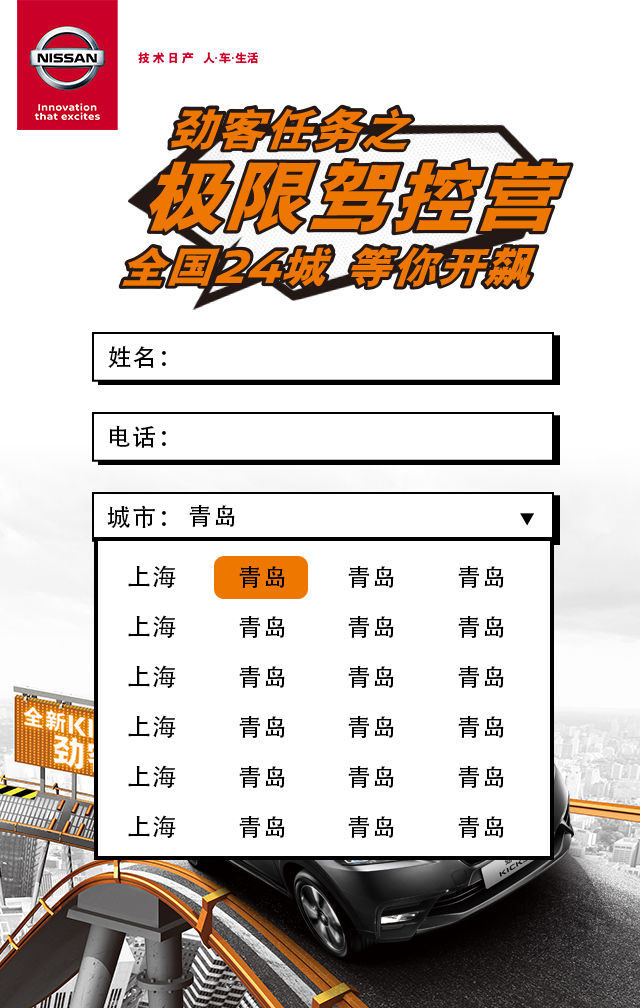 NISSAN
Innovation
that excites
技术日产 人·车·生活
劲客任务之
极限驾控营
全国24城 等你开飙
姓名:
电话:
城市: 青岛 ▼
上海 青岛 青岛 青岛
上海 青岛 青岛 青岛
上海 青岛 青岛 青岛
上海 青岛 青岛 青岛
上海 青岛 青岛 青岛
上海 青岛 青岛 青岛
全新KI
劲
KICKS